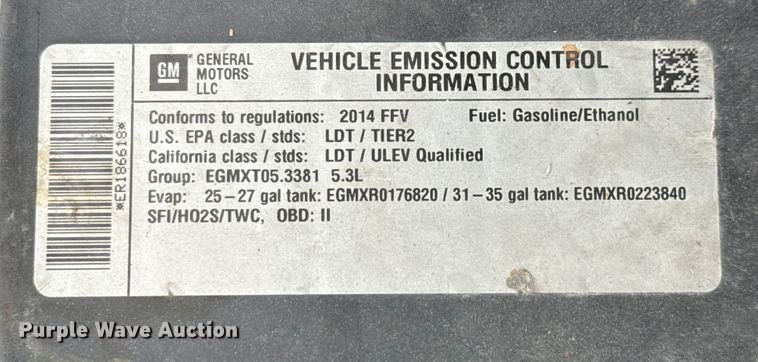 GM
GENERAL
MOTORS
LLC
VEHICLE EMISSION CONTROL
INFORMATION
Conforms to regulations: 2014 FFV Fuel: Gasoline/Ethanol
U.S. EPA class / stds: LDT / TIER2
California class / stds: LDT / ULEV Qualified
Group: EGMXT05.3381 5.3L
Evap: 25-27 gal tank: EGMXR0176820 / 31-35 gal tank: EGMXR0223840
SFI/HO2S/TWC, OBD: II
*ER186618*
Purple Wave Auction